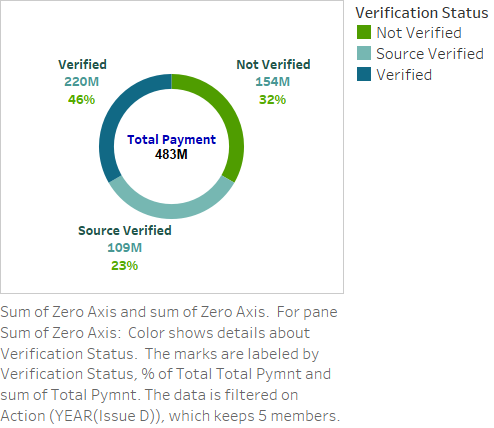 Verification Status
Not Verified
Source Verified
Verified
Verified
220M
46%
Not Verified
154M
32%
Total Payment
483M
Source Verified
109M
23%
Sum of Zero Axis and sum of Zero Axis.  For pane
Sum of Zero Axis:  Color shows details about
Verification Status.  The marks are labeled by
Verification Status, % of Total Total Pymnt and
sum of Total Pymnt. The data is filtered on
Action (YEAR(Issue D)), which keeps 5 members.